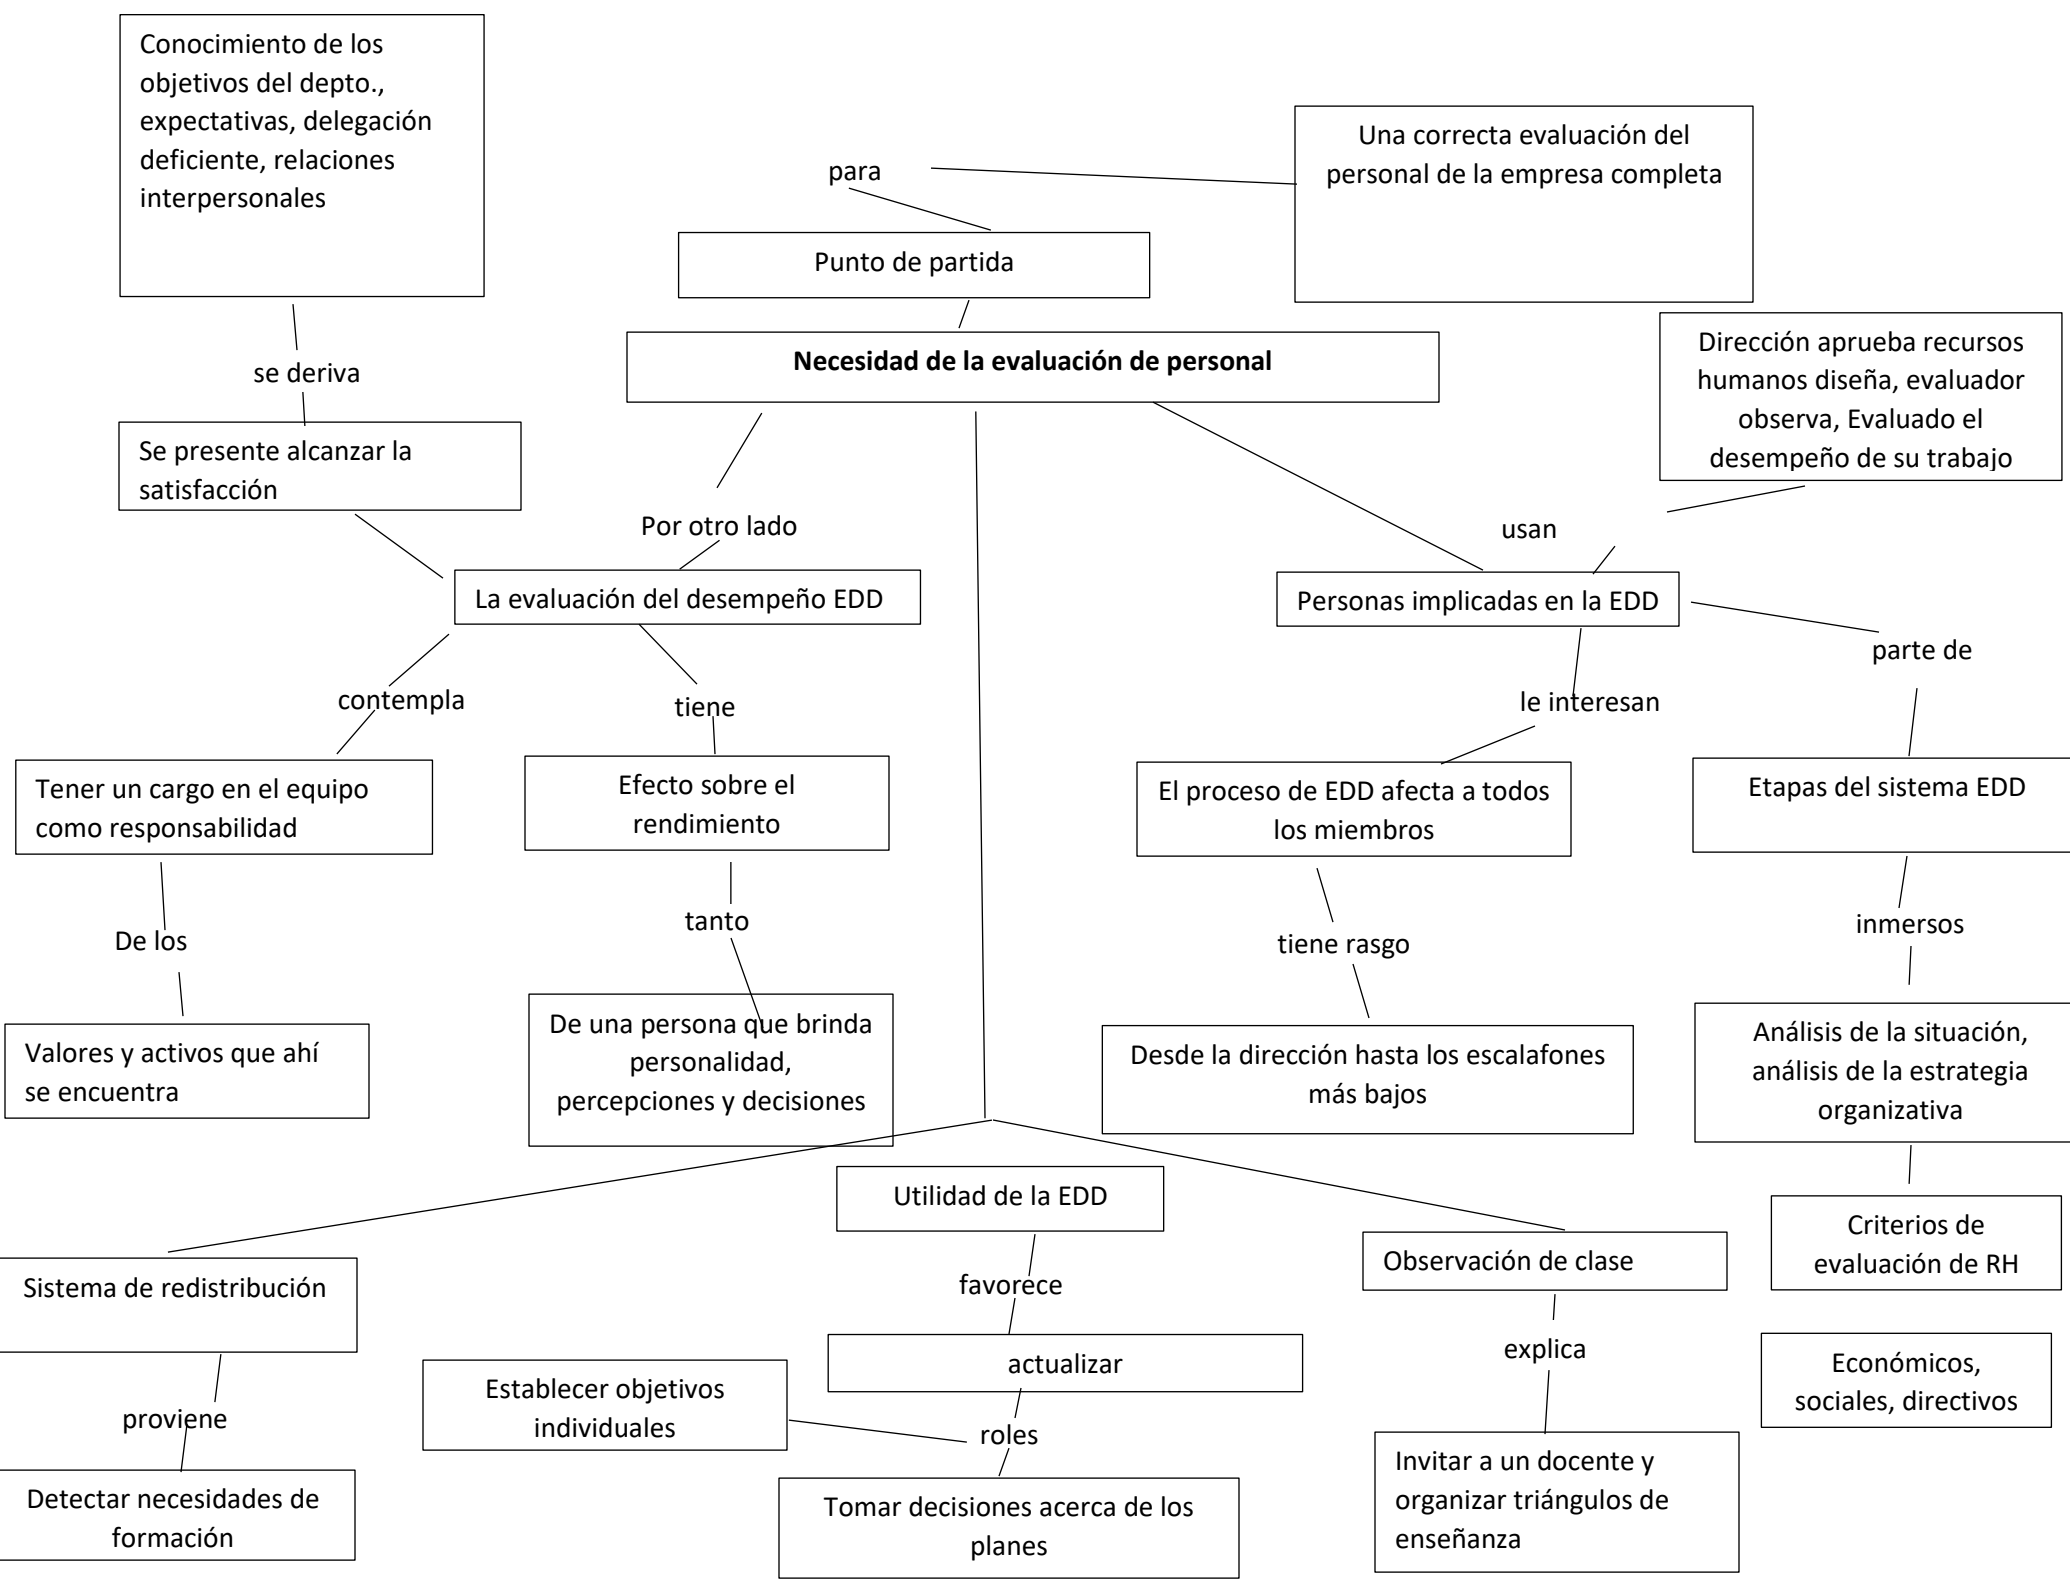 Conocimiento de los
objetivos del depto.,
expectativas, delegación
deficiente, relaciones
interpersonales
para
Una correcta evaluación del
personal de la empresa completa
Punto de partida
Necesidad de la evaluación de personal
Dirección aprueba recursos
humanos diseña, evaluador
observa, Evaluado el
desempeño de su trabajo
se deriva
Se presente alcanzar la
satisfacción
Por otro lado
usan
La evaluación del desempeño EDD
Personas implicadas en la EDD
parte de
contempla
tiene
le interesan
Tener un cargo en el equipo
como responsabilidad
Efecto sobre el
rendimiento
El proceso de EDD afecta a todos
los miembros
Etapas del sistema EDD
De los
tanto
tiene rasgo
inmersos
Valores y activos que ahí
se encuentra
De una persona que brinda
personalidad,
percepciones y decisiones
Desde la dirección hasta los escalafones
más bajos
Análisis de la situación,
análisis de la estrategia
organizativa
Utilidad de la EDD
Criterios de
evaluación de RH
Sistema de redistribución
favorece
Observación de clase
actualizar
explica
Económicos,
sociales, directivos
Establecer objetivos
individuales
proviene
roles
Detectar necesidades de
formación
Tomar decisiones acerca de los
planes
Invitar a un docente y
organizar triángulos de
enseñanza